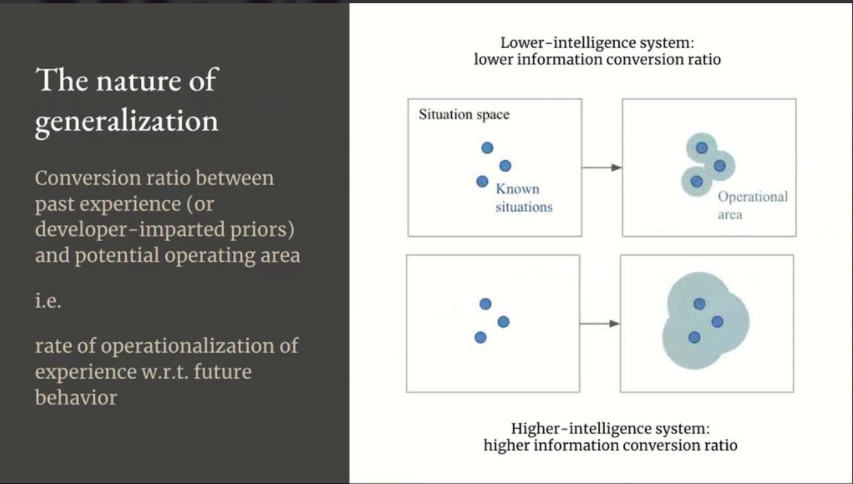 The nature of
generalization
Conversion ratio between
past experience (or
developer-imparted priors)
and potential operating area
i.e.
rate of operationalization of
experience w.r.t. future
behavior
Lower-intelligence system:
lower information conversion ratio
Situation space
Known
situations
Operational
area
Higher-intelligence system:
higher information conversion ratio